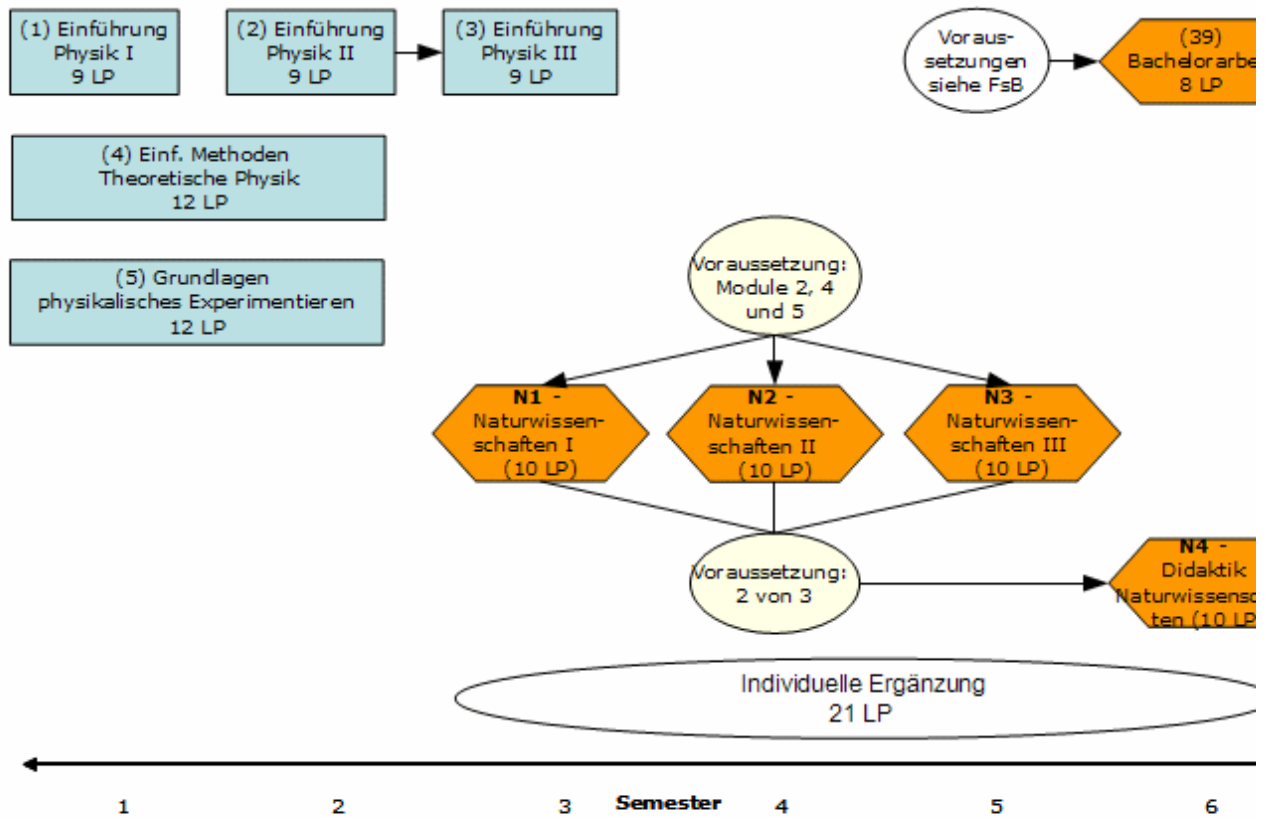 (1) Einführung
Physik I
9 LP
(2) Einführung
Physik II
9 LP
(3) Einführung
Physik III
9 LP
Voraus-
setzungen
siehe FsB
(39)
Bachelorarbe
8 LP
(4) Einf. Methoden
Theoretische Physik
12 LP
(5) Grundlagen
physikalisches Experimentieren
12 LP
Voraussetzung:
Module 2, 4
und 5
N1 -
Naturwissen-
schaften I
(10 LP)
N2 -
Naturwissen-
schaften II
(10 LP)
N3 -
Naturwissen-
schaften III
(10 LP)
Voraussetzung:
2 von 3
N4 -
Didaktik
Naturwissensc
ten (10 LP
Individuelle Ergänzung
21 LP
1 2 3 Semester 4 5 6